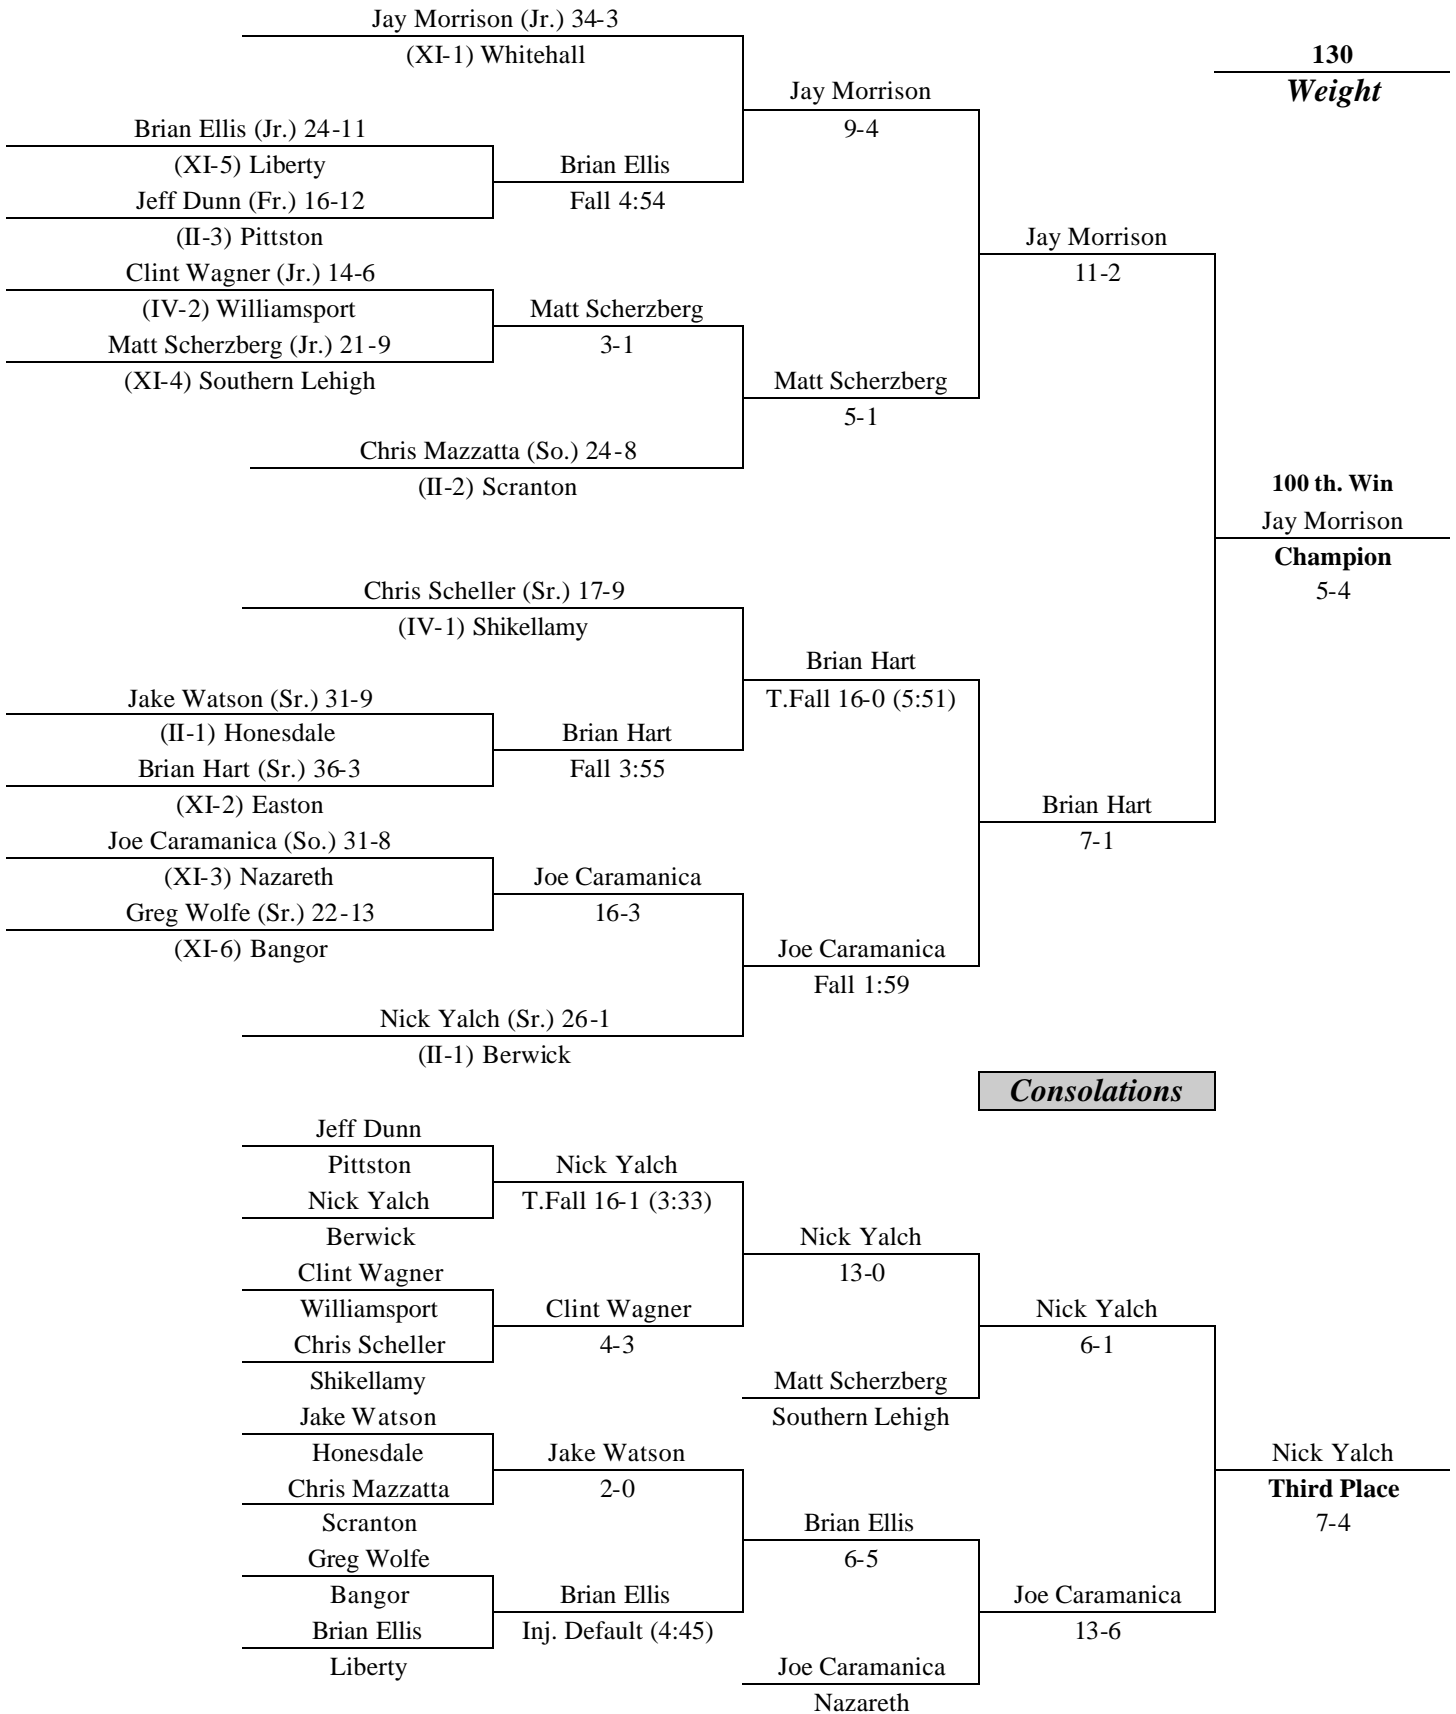 Jay Morrison (Jr.) 34-3
(XI-1) Whitehall
130
Weight
Jay Morrison
9-4
Brian Ellis (Jr.) 24-11
(XI-5) Liberty
Brian Ellis
Jeff Dunn (Fr.) 16-12
Fall 4:54
(II-3) Pittston
Jay Morrison
Clint Wagner (Jr.) 14-6
11-2
(IV-2) Williamsport
Matt Scherzberg
Matt Scherzberg (Jr.) 21-9
3-1
(XI-4) Southern Lehigh
Matt Scherzberg
5-1
Chris Mazzatta (So.) 24-8
(II-2) Scranton
100 th. Win
Jay Morrison
Champion
5-4
Chris Scheller (Sr.) 17-9
(IV-1) Shikellamy
Brian Hart
T.Fall 16-0 (5:51)
Jake Watson (Sr.) 31-9
(II-1) Honesdale
Brian Hart
Brian Hart (Sr.) 36-3
Fall 3:55
(XI-2) Easton
Brian Hart
Joe Caramanica (So.) 31-8
7-1
(XI-3) Nazareth
Joe Caramanica
Greg Wolfe (Sr.) 22-13
16-3
(XI-6) Bangor
Joe Caramanica
Fall 1:59
Nick Yalch (Sr.) 26-1
(II-1) Berwick
Consolations
Jeff Dunn
Pittston
Nick Yalch
Nick Yalch
T.Fall 16-1 (3:33)
Berwick
Nick Yalch
Clint Wagner
13-0
Williamsport
Clint Wagner
Nick Yalch
Chris Scheller
4-3
6-1
Shikellamy
Matt Scherzberg
Jake Watson
Southern Lehigh
Honesdale
Jake Watson
Nick Yalch
Chris Mazzatta
2-0
Third Place
Scranton
Brian Ellis
7-4
Greg Wolfe
6-5
Bangor
Brian Ellis
Joe Caramanica
Brian Ellis
Inj. Default (4:45)
13-6
Liberty
Joe Caramanica
Nazareth